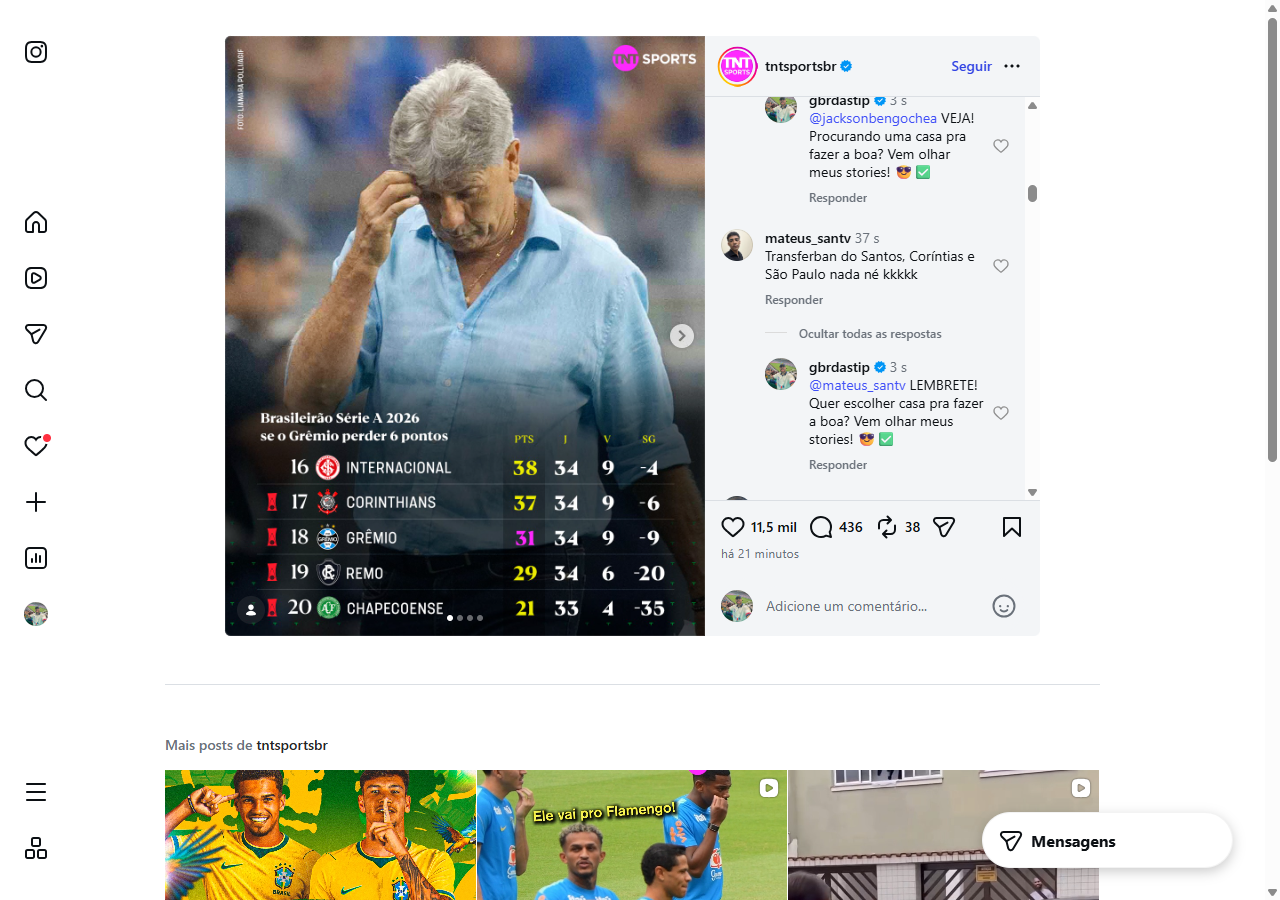 FOTO: LIAMARA POLLI/AGIF
TNT SPORTS
Brasileirão Série A 2026
se o Grêmio perder 6 pontos
PTS J V SG
16 INTERNACIONAL 38 34 9 -4
17 CORINTHIANS 37 34 9 -6
18 GRÊMIO 31 34 9 -9
19 REMO 29 34 6 -20
20 CHAPECOENSE 21 33 4 -35
TNT SPORTS
tntsportsbr
Seguir
gbrdastip 3 s
@jacksonbengochea VEJA!
Procurando uma casa pra
fazer a boa? Vem olhar
meus stories! 😎 ✅
Responder
mateus_santv 37 s
Transferban do Santos, Coríntias e
São Paulo nada né kkkkk
Responder
Ocultar todas as respostas
gbrdastip 3 s
@mateus_santv LEMBRETE!
Quer escolher casa pra fazer
a boa? Vem olhar meus
stories! 😎 ✅
Responder
11,5 mil 436 38
há 21 minutos
Adicione um comentário...
Mais posts de tntsportsbr
BRASIL
Ele vai pro Flamengo!
Mensagens